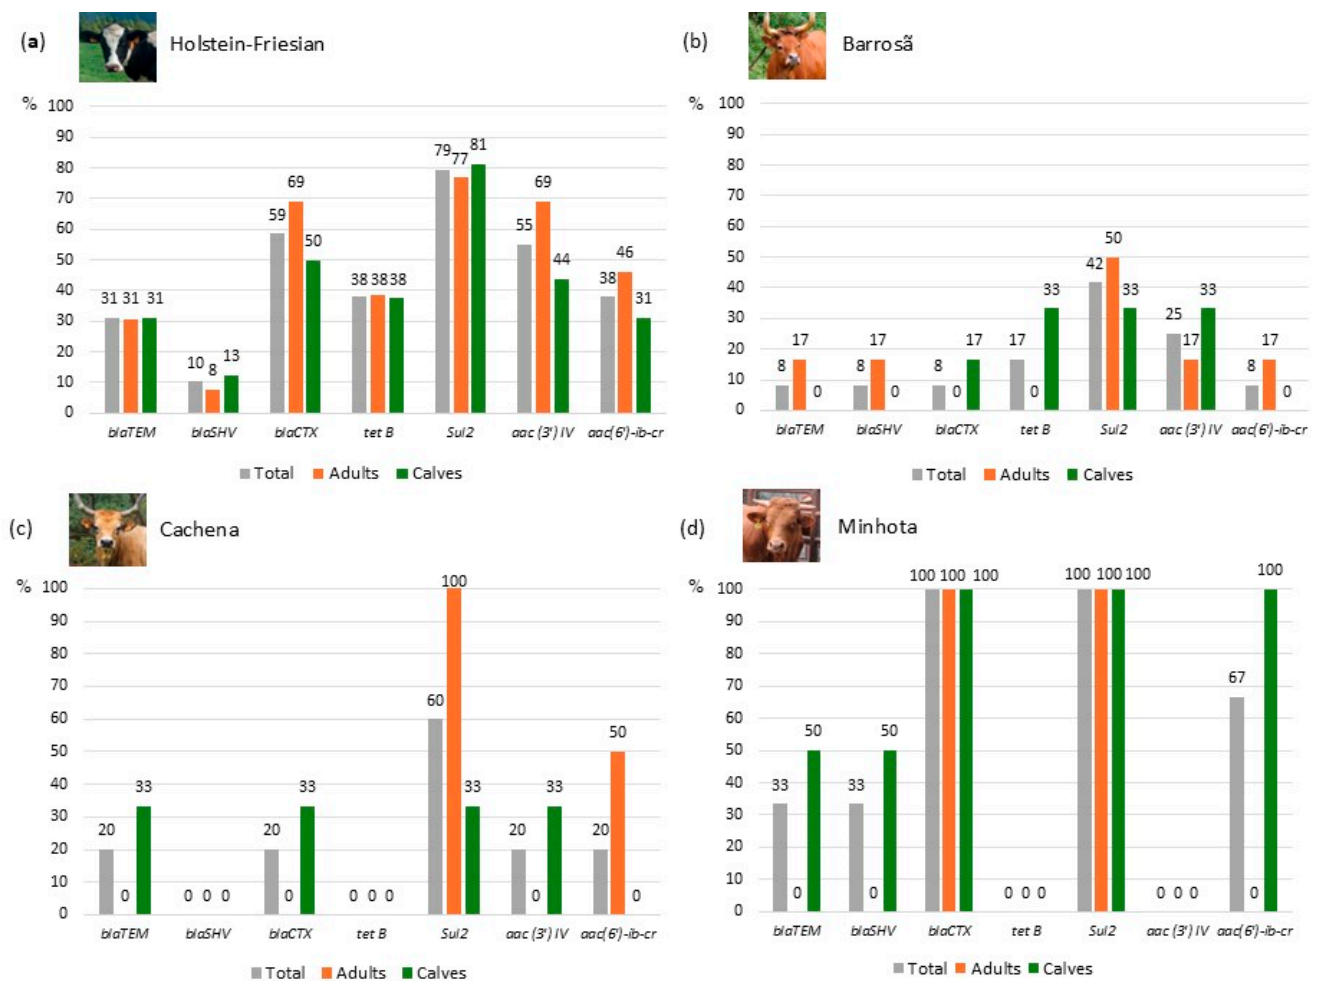 (a) Holstein-Friesian
% 100
90
80
70
60
50
40
30
20
10
0
31 31 31
10 8 13
59 69 50
38 38 38
79 77 81
55 69 44
38 46 31
blaTEM blaSHV blaCTX tet B Sul2 aac (3') IV aac(6')-ib-cr
Total Adults Calves
(b) Barrosã
% 100
90
80
70
60
50
40
30
20
10
0
8 17 0
8 17 0
8 0 17
17 0 33
42 50 33
25 17 33
8 17 0
blaTEM blaSHV blaCTX tet B Sul2 aac (3') IV aac(6')-ib-cr
Total Adults Calves
(c) Cachena
% 100
90
80
70
60
50
40
30
20
10
0
20 0 33
0 0 0
20 0 33
0 0 0
60 100 33
20 0 33
20 50 0
blaTEM blaSHV blaCTX tet B Sul2 aac (3') IV aac(6')-ib-cr
Total Adults Calves
(d) Minhota
% 100
90
80
70
60
50
40
30
20
10
0
33 0 50
33 0 50
100 100 100
0 0 0
100 100 100
0 0 0
67 0 100
blaTEM blaSHV blaCTX tet B Sul2 aac (3') IV aac(6')-ib-cr
Total Adults Calves